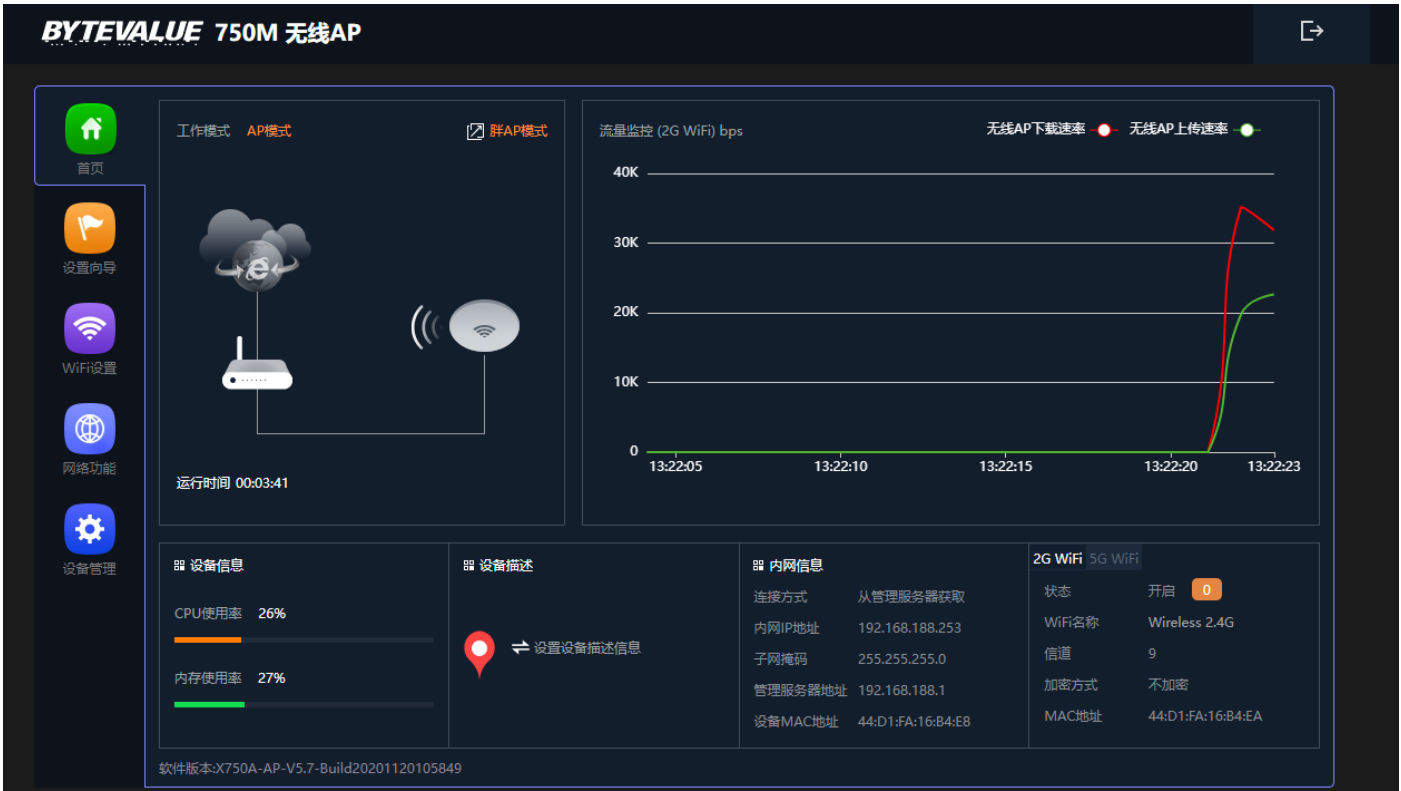 BYTEVALUE 750M 无线AP
首页
设置向导
WiFi设置
网络功能
设备管理
工作模式 AP模式
胖AP模式
运行时间 00:03:41
流量监控 (2G WiFi) bps
无线AP下载速率 无线AP上传速率
40K
30K
20K
10K
0
13:22:05 13:22:10 13:22:15 13:22:20 13:22:23
设备信息
CPU使用率 26%
内存使用率 27%
设备描述
设置设备描述信息
内网信息
连接方式 从管理服务器获取
内网IP地址 192.168.188.253
子网掩码 255.255.255.0
管理服务器地址 192.168.188.1
设备MAC地址 44:D1:FA:16:B4:E8
2G WiFi 5G WiFi
状态 开启 0
WiFi名称 Wireless 2.4G
信道 9
加密方式 不加密
MAC地址 44:D1:FA:16:B4:EA
软件版本:X750A-AP-V5.7-Build20201120105849